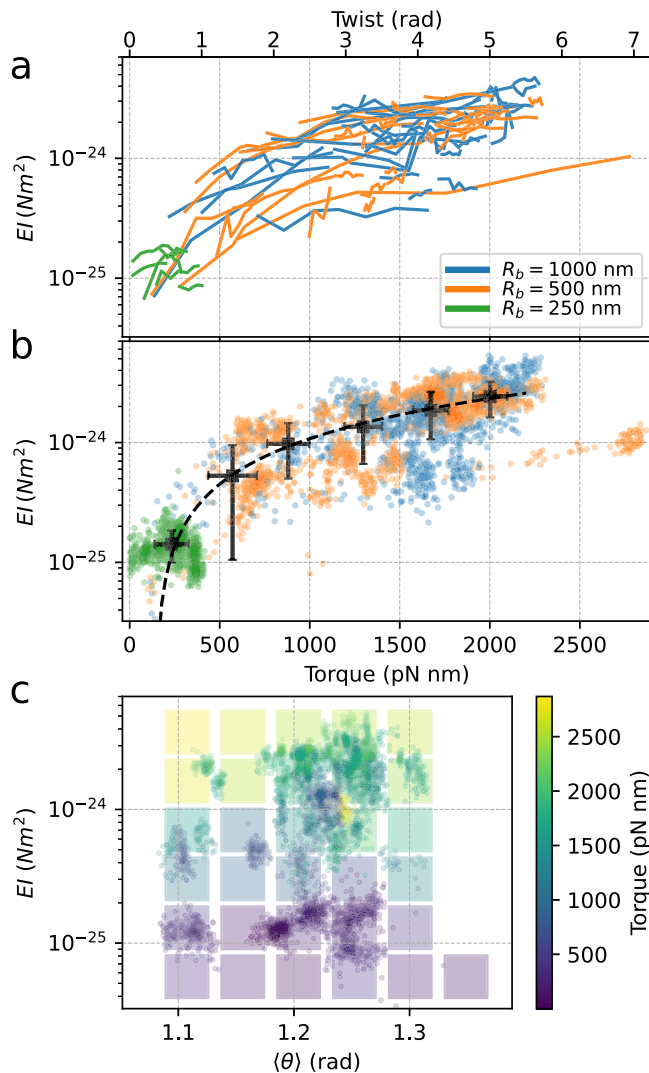 Twist (rad)
0 1 2 3 4 5 6 7
a
10⁻²⁴
10⁻²⁵
EI (Nm²)
R_b = 1000 nm
R_b = 500 nm
R_b = 250 nm
b
10⁻²⁴
10⁻²⁵
EI (Nm²)
0 500 1000 1500 2000 2500
Torque (pN nm)
c
10⁻²⁴
10⁻²⁵
EI (Nm²)
1.1 1.2 1.3
⟨θ⟩ (rad)
2500
2000
1500
1000
500
Torque (pN nm)